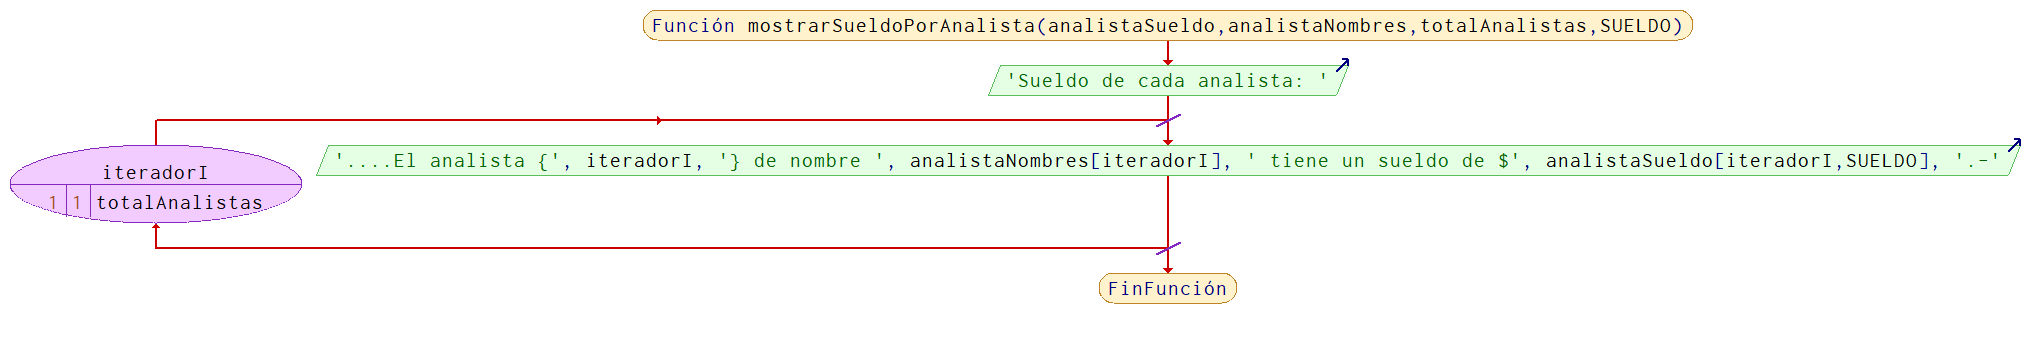 Función mostrarSueldoPorAnalista(analistaSueldo,analistaNombres,totalAnalistas,SUELDO)
'Sueldo de cada analista: '
iteradorI
1 1 totalAnalistas
'....El analista {', iteradorI, '} de nombre ', analistaNombres[iteradorI], ' tiene un sueldo de $', analistaSueldo[iteradorI,SUELDO], '.-'
FinFunción